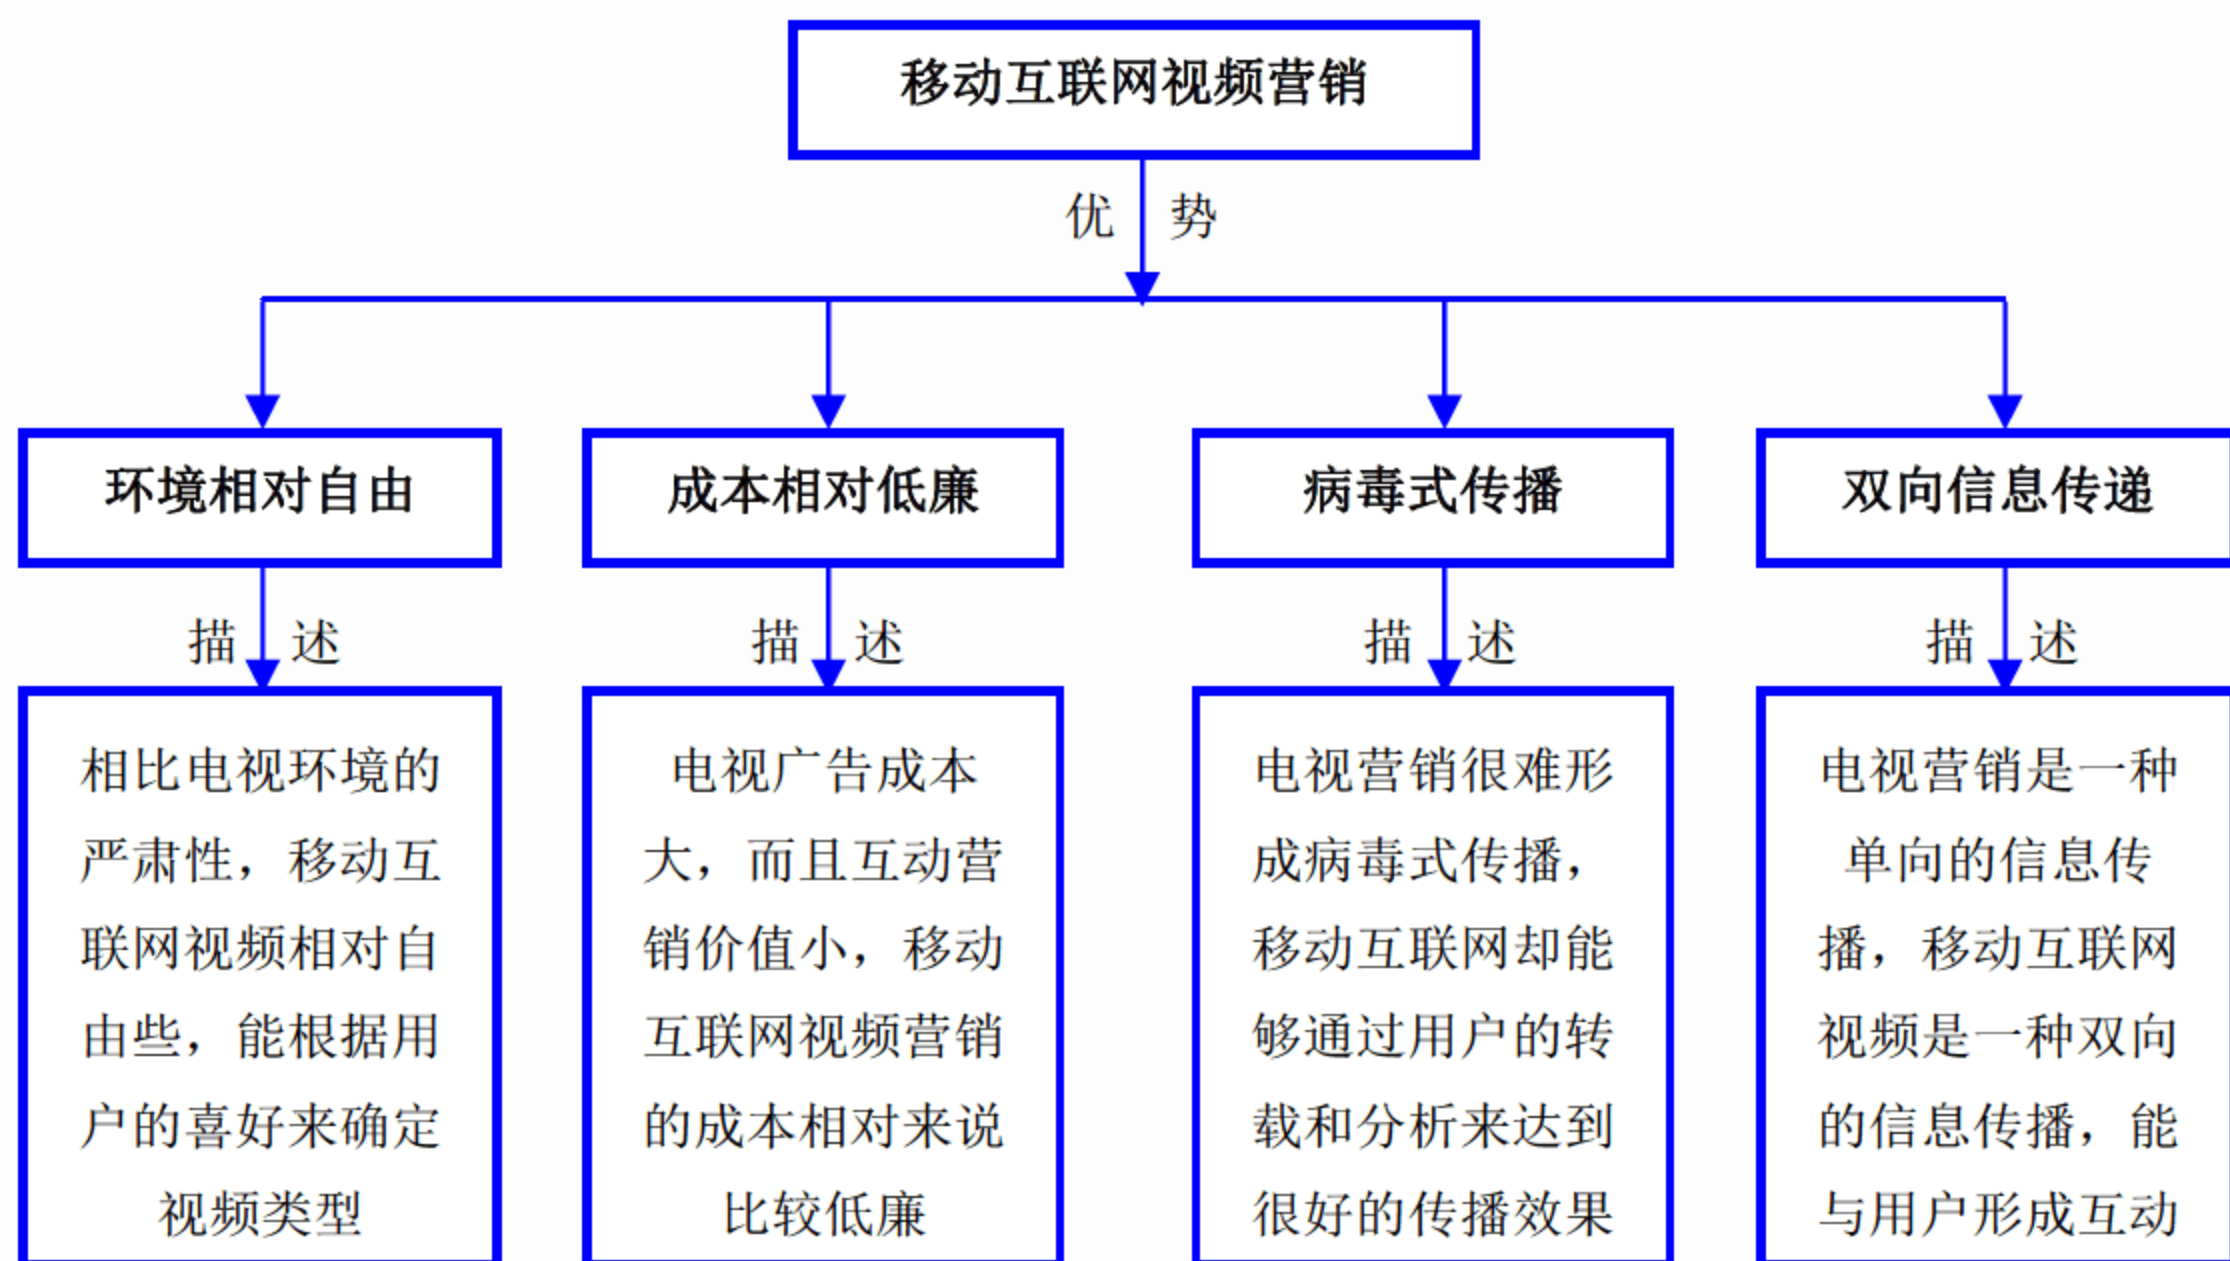 移动互联网视频营销
优 势
环境相对自由
成本相对低廉
病毒式传播
双向信息传递
描 述
描 述
描 述
描 述
相比电视环境的
严肃性，移动互
联网视频相对自
由些，能根据用
户的喜好来确定
视频类型
电视广告成本
大，而且互动营
销价值小，移动
互联网视频营销
的成本相对来说
比较低廉
电视营销很难形
成病毒式传播，
移动互联网却能
够通过用户的转
载和分析来达到
很好的传播效果
电视营销是一种
单向的信息传
播，移动互联网
视频是一种双向
的信息传播，能
与用户形成互动